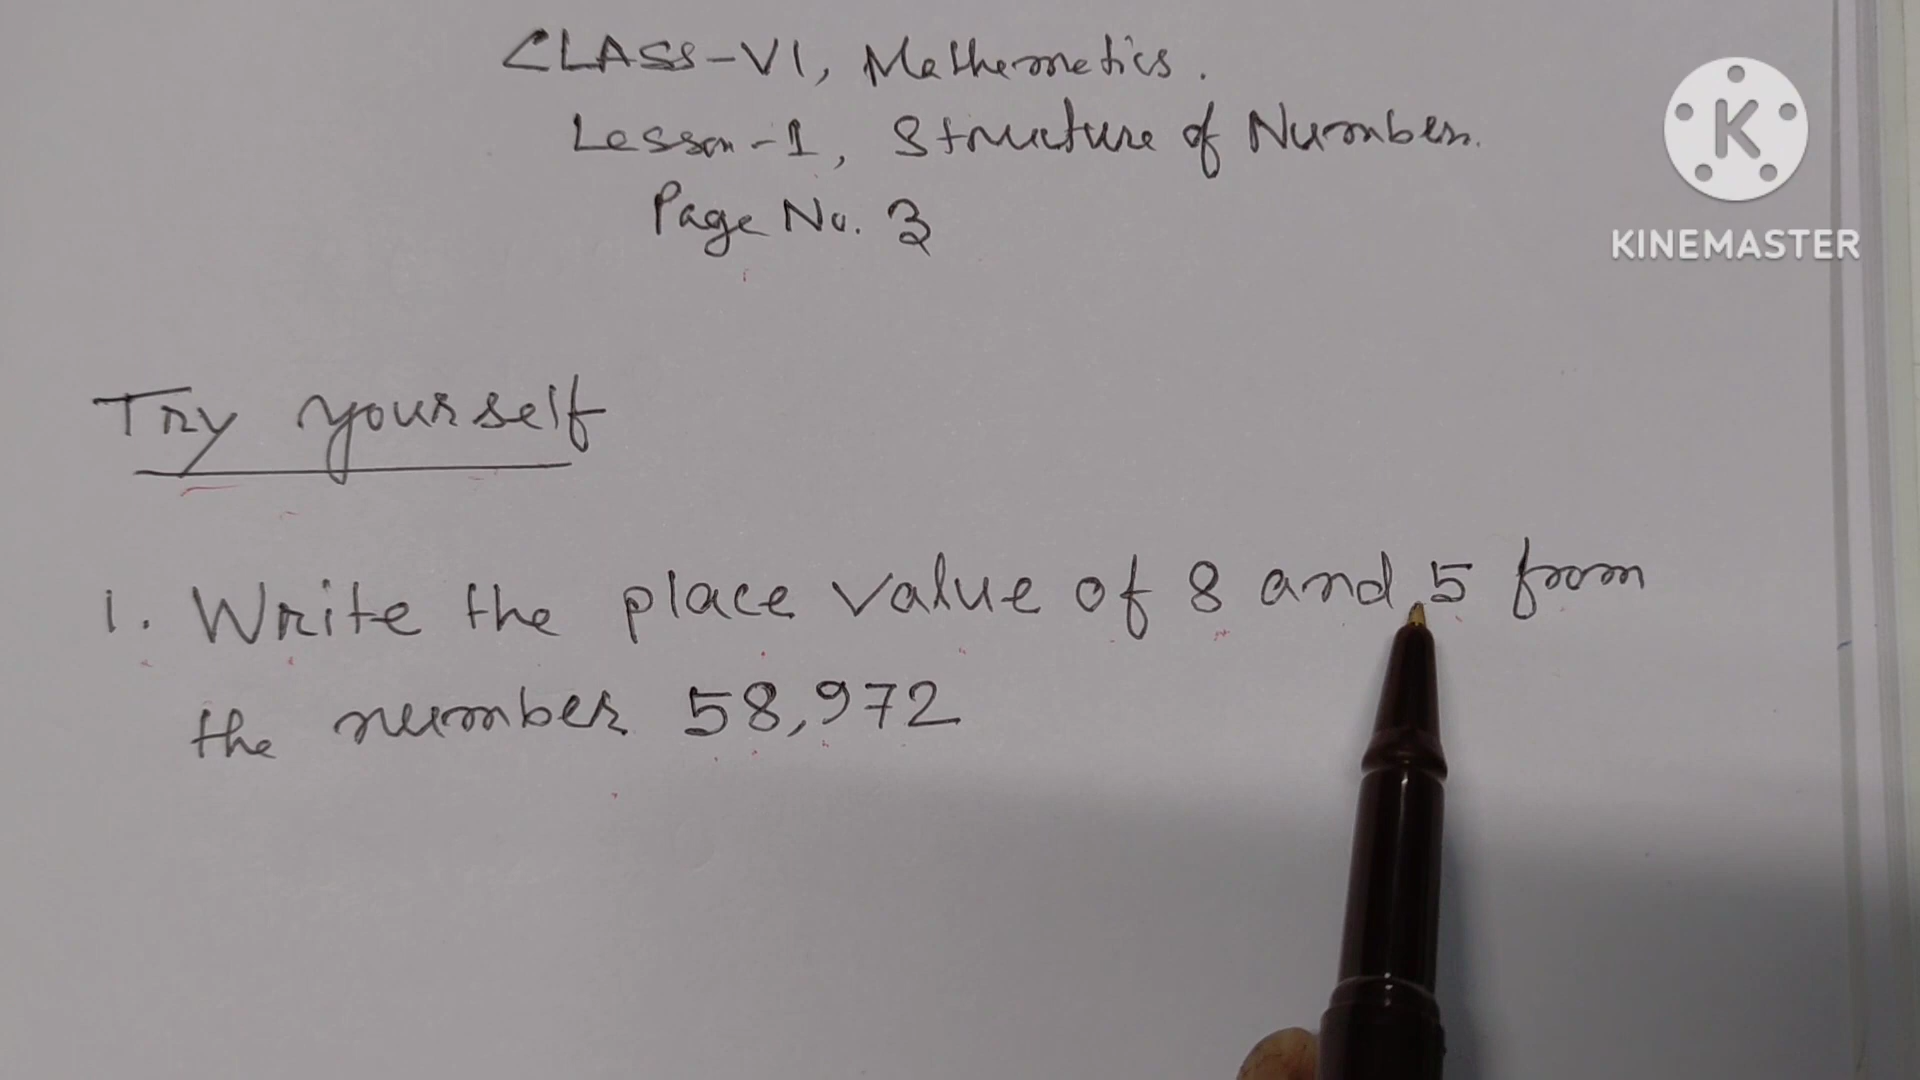 CLASS-VI, Mathematics.
Lesson-1, Structure of Number.
Page No. 3
K
KINEMASTER
Try yourself
1. Write the place value of 8 and 5 from
the number 58,972